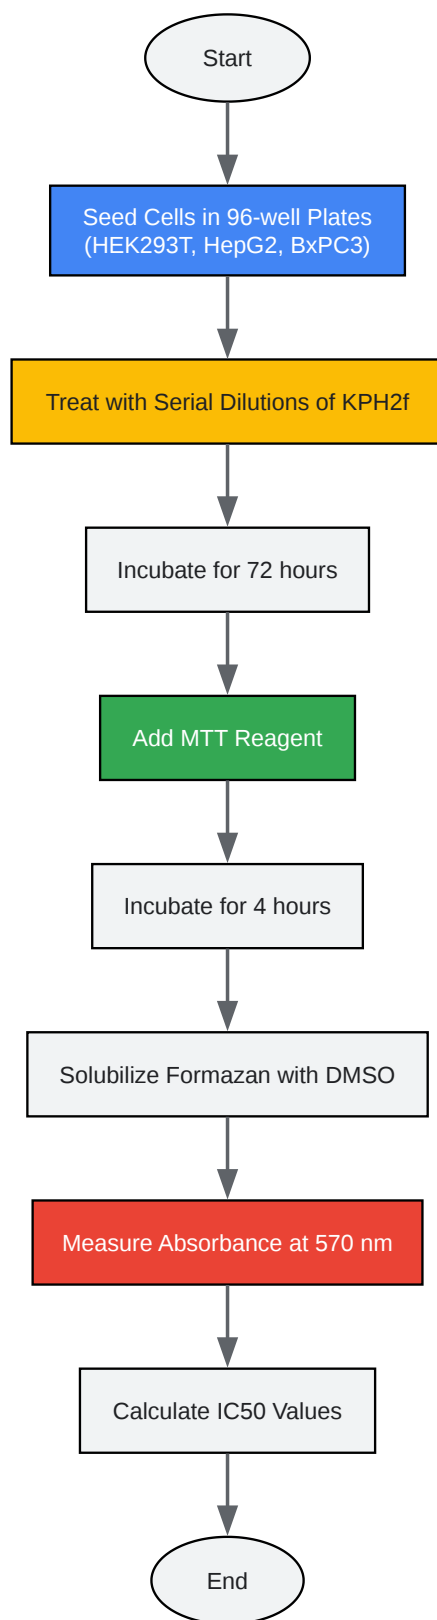 Start
Seed Cells in 96-well Plates
(HEK293T, HepG2, BxPC3)
Treat with Serial Dilutions of KPH2f
Incubate for 72 hours
Add MTT Reagent
Incubate for 4 hours
Solubilize Formazan with DMSO
Measure Absorbance at 570 nm
Calculate IC50 Values
End